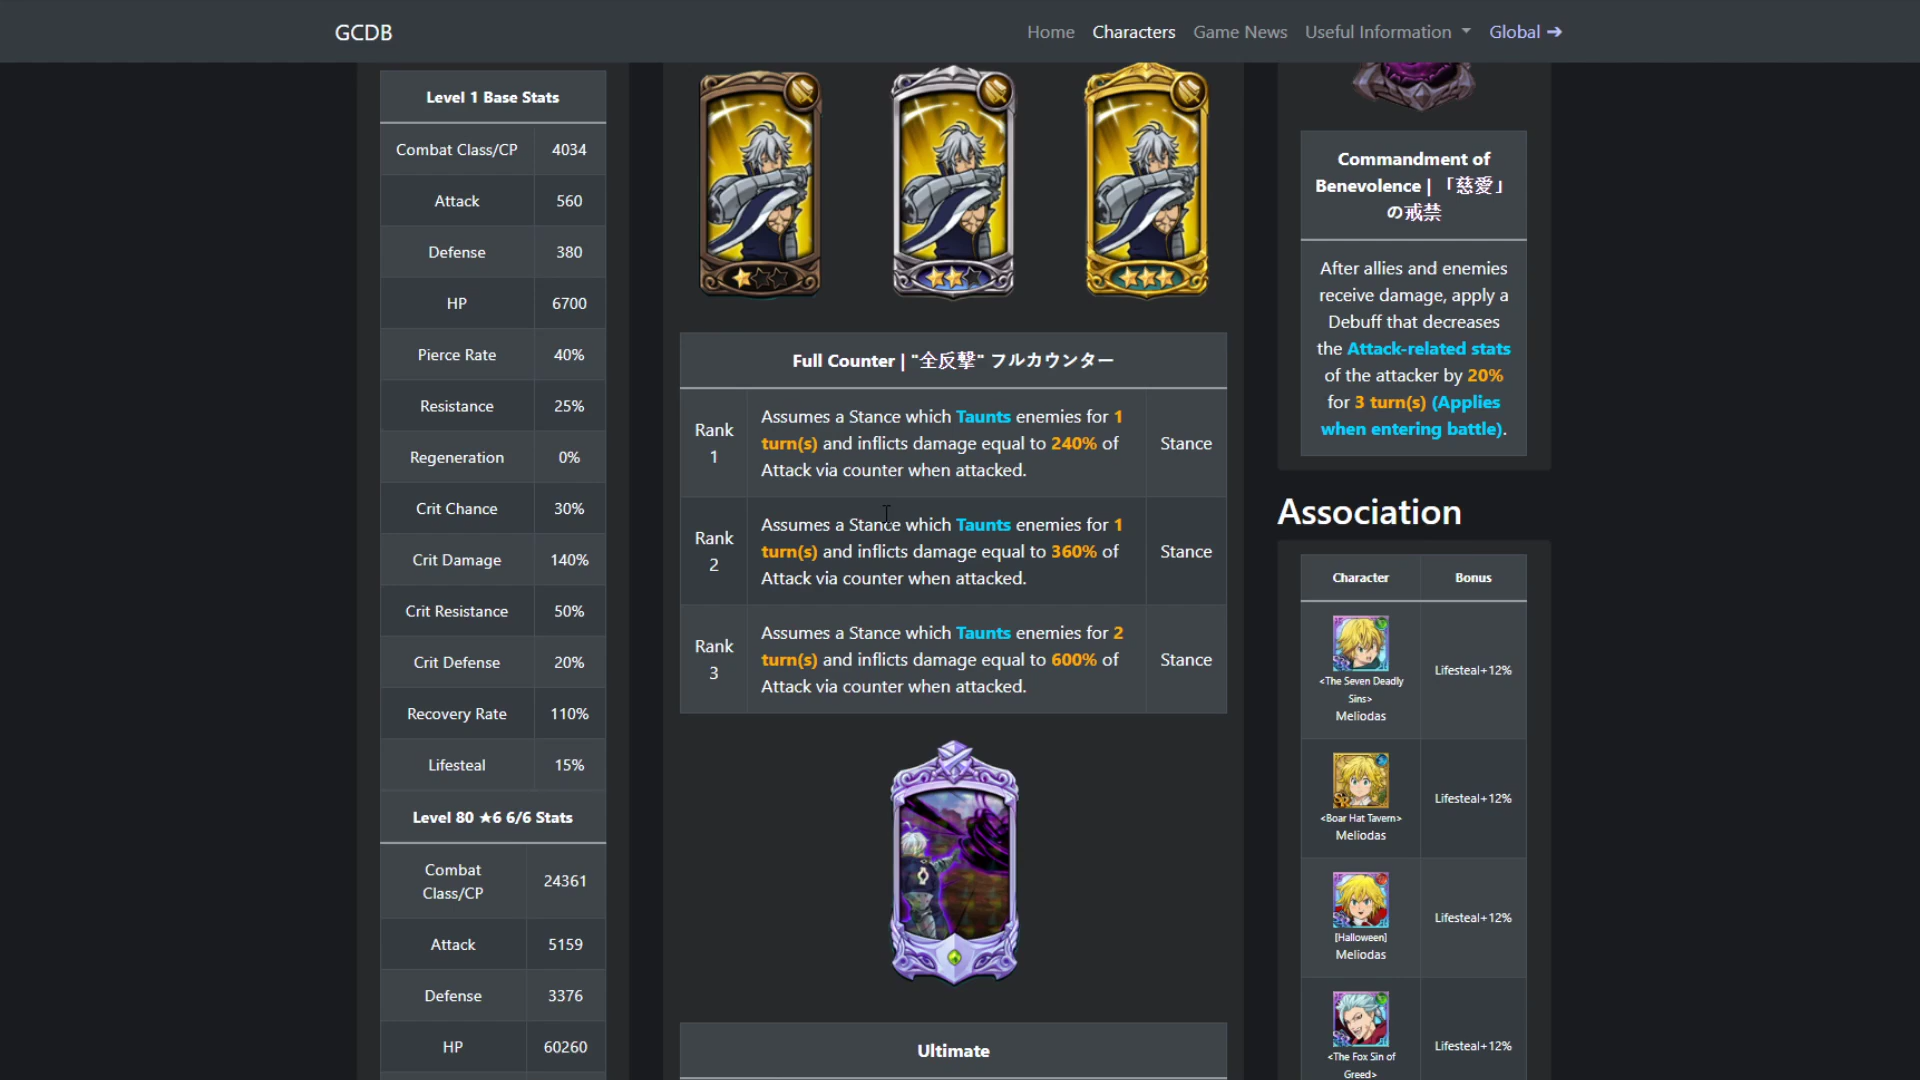 GCDB
Home Characters Game News Useful Information Global ➔
Level 1 Base Stats
Combat Class/CP 4034
Attack 560
Defense 380
HP 6700
Pierce Rate 40%
Resistance 25%
Regeneration 0%
Crit Chance 30%
Crit Damage 140%
Crit Resistance 50%
Crit Defense 20%
Recovery Rate 110%
Lifesteal 15%
Level 80 ★6 6/6 Stats
Combat
Class/CP 24361
Attack 5159
Defense 3376
HP 60260
Full Counter | "全反撃" フルカウンター
Rank
1
Assumes a Stance which Taunts enemies for 1
turn(s) and inflicts damage equal to 240% of
Attack via counter when attacked.
Stance
Rank
2
Assumes a Stance which Taunts enemies for 1
turn(s) and inflicts damage equal to 360% of
Attack via counter when attacked.
Stance
Rank
3
Assumes a Stance which Taunts enemies for 2
turn(s) and inflicts damage equal to 600% of
Attack via counter when attacked.
Stance
Ultimate
Commandment of
Benevolence | 「慈愛」
の戒禁
After allies and enemies
receive damage, apply a
Debuff that decreases
the Attack-related stats
of the attacker by 20%
for 3 turn(s) (Applies
when entering battle).
Association
Character Bonus
<The Seven Deadly
Sins>
Meliodas
Lifesteal+12%
SR
<Boar Hat Tavern>
Meliodas
Lifesteal+12%
[Halloween]
Meliodas
Lifesteal+12%
<The Fox Sin of
Greed>
Lifesteal+12%